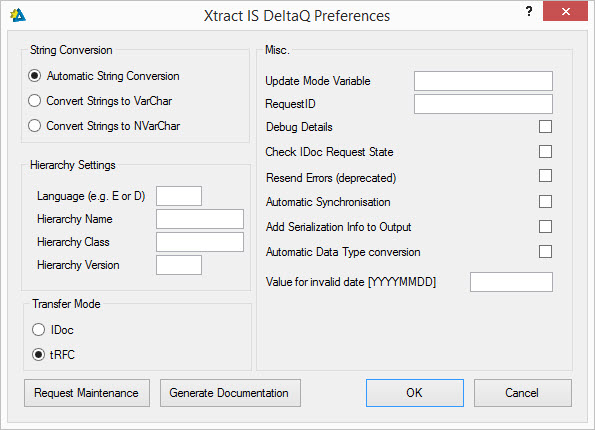 Xtract IS DeltaQ Preferences
?
String Conversion
Automatic String Conversion
Convert Strings to VarChar
Convert Strings to NVarChar
Hierarchy Settings
Language (e.g. E or D)
Hierarchy Name
Hierarchy Class
Hierarchy Version
Transfer Mode
IDoc
tRFC
Misc.
Update Mode Variable
RequestID
Debug Details
Check IDoc Request State
Resend Errors (deprecated)
Automatic Synchronisation
Add Serialization Info to Output
Automatic Data Type conversion
Value for invalid date [YYYYMMDD]
Request Maintenance
Generate Documentation
OK
Cancel